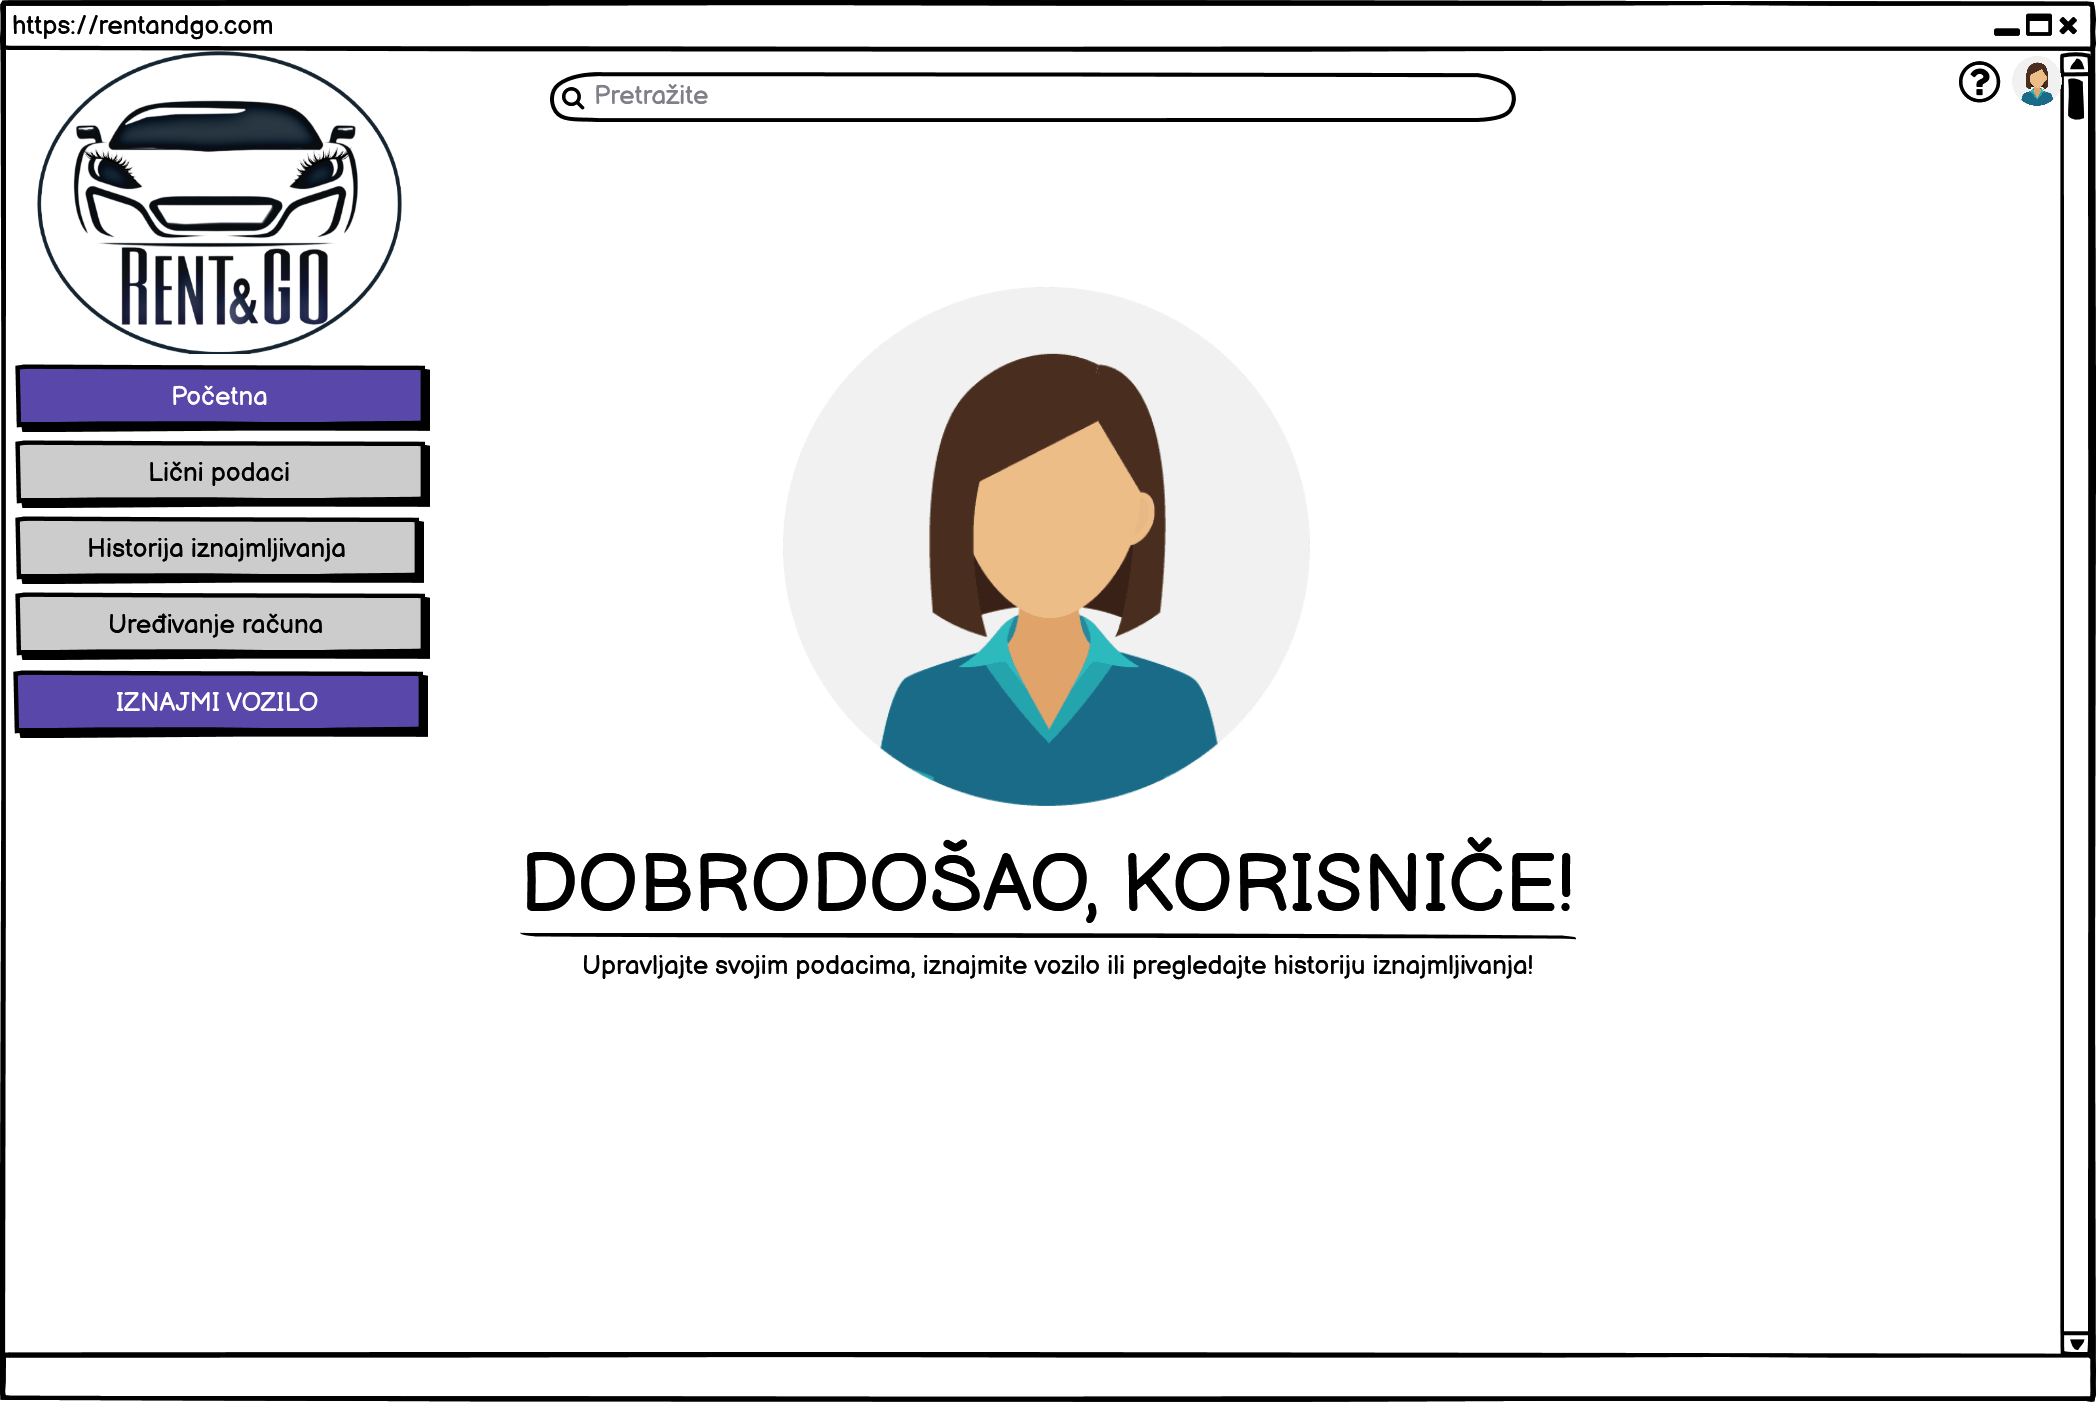 https://rentandgo.com
Pretražite
RENT&GO
Početna
Lični podaci
Historija iznajmljivanja
Uređivanje računa
IZNAJMI VOZILO
DOBRODOŠAO, KORISNIČE!
Upravljajte svojim podacima, iznajmite vozilo ili pregledajte historiju iznajmljivanja!